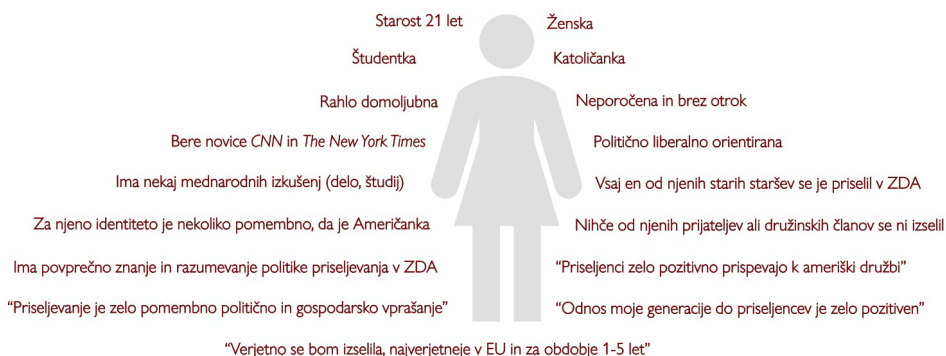 Starost 21 let
Ženska
Študentka
Katoličanka
Rahlo domoljubna
Neporočena in brez otrok
Bere novice CNN in The New York Times
Politično liberalno orientirana
Ima nekaj mednarodnih izkušenj (delo, študij)
Vsaj en od njenih starih staršev se je priselil v ZDA
Za njeno identiteto je nekoliko pomembno, da je Američanka
Nihče od njenih prijateljev ali družinskih članov se ni izselil
Ima povprečno znanje in razumevanje politike priseljevanja v ZDA
“Priseljenci zelo pozitivno prispevajo k ameriški družbi”
“Priseljevanje je zelo pomembno politično in gospodarsko vprašanje”
“Odnos moje generacije do priseljencev je zelo pozitiven”
“Verjetno se bom izselila, najverjetneje v EU in za obdobje 1-5 let”